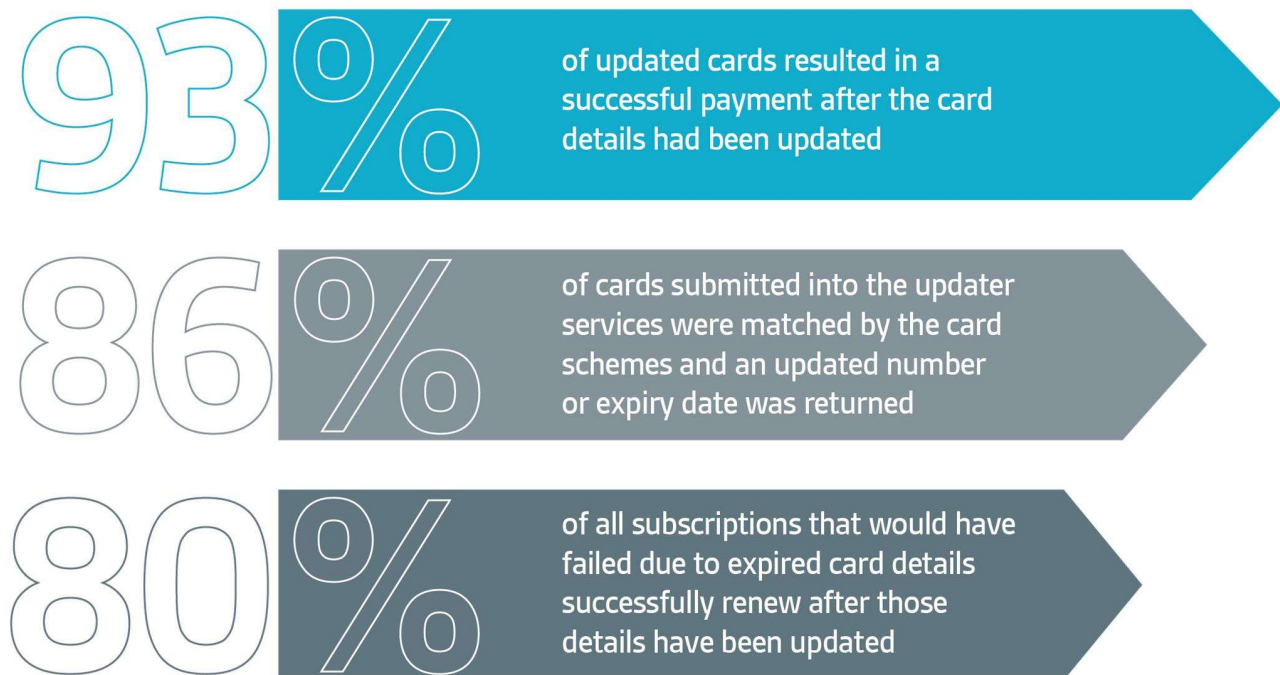 93%
of updated cards resulted in a
successful payment after the card
details had been updated
86%
of cards submitted into the updater
services were matched by the card
schemes and an updated number
or expiry date was returned
80%
of all subscriptions that would have
failed due to expired card details
successfully renew after those
details have been updated